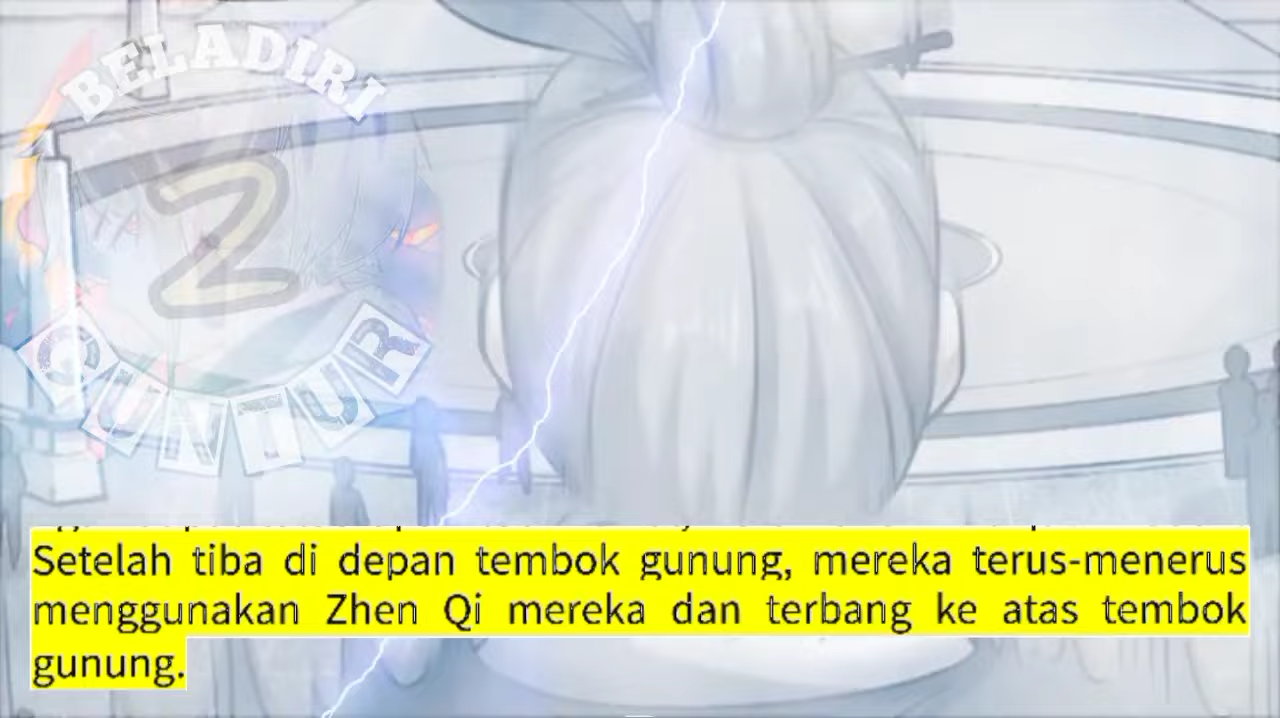 BELADIRI
2
GUNTUR
Setelah tiba di depan tembok gunung, mereka terus-menerus
menggunakan Zhen Qi mereka dan terbang ke atas tembok
gunung.